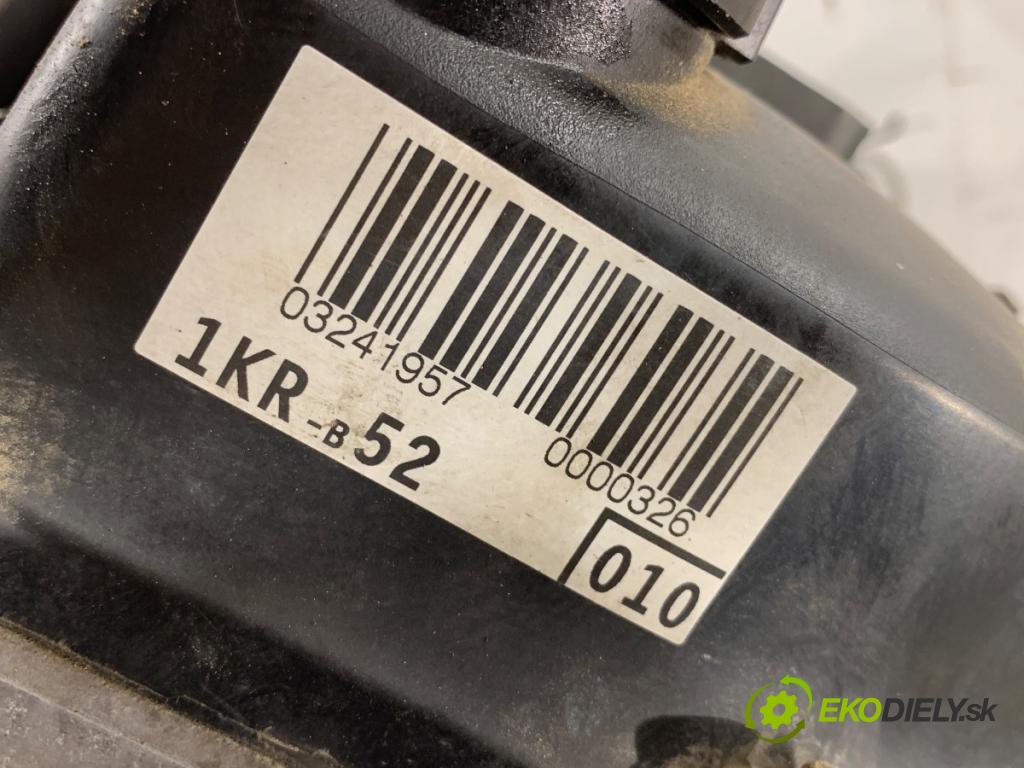 03241957 0000326
1KR-B52
010
EKODIELY.sk